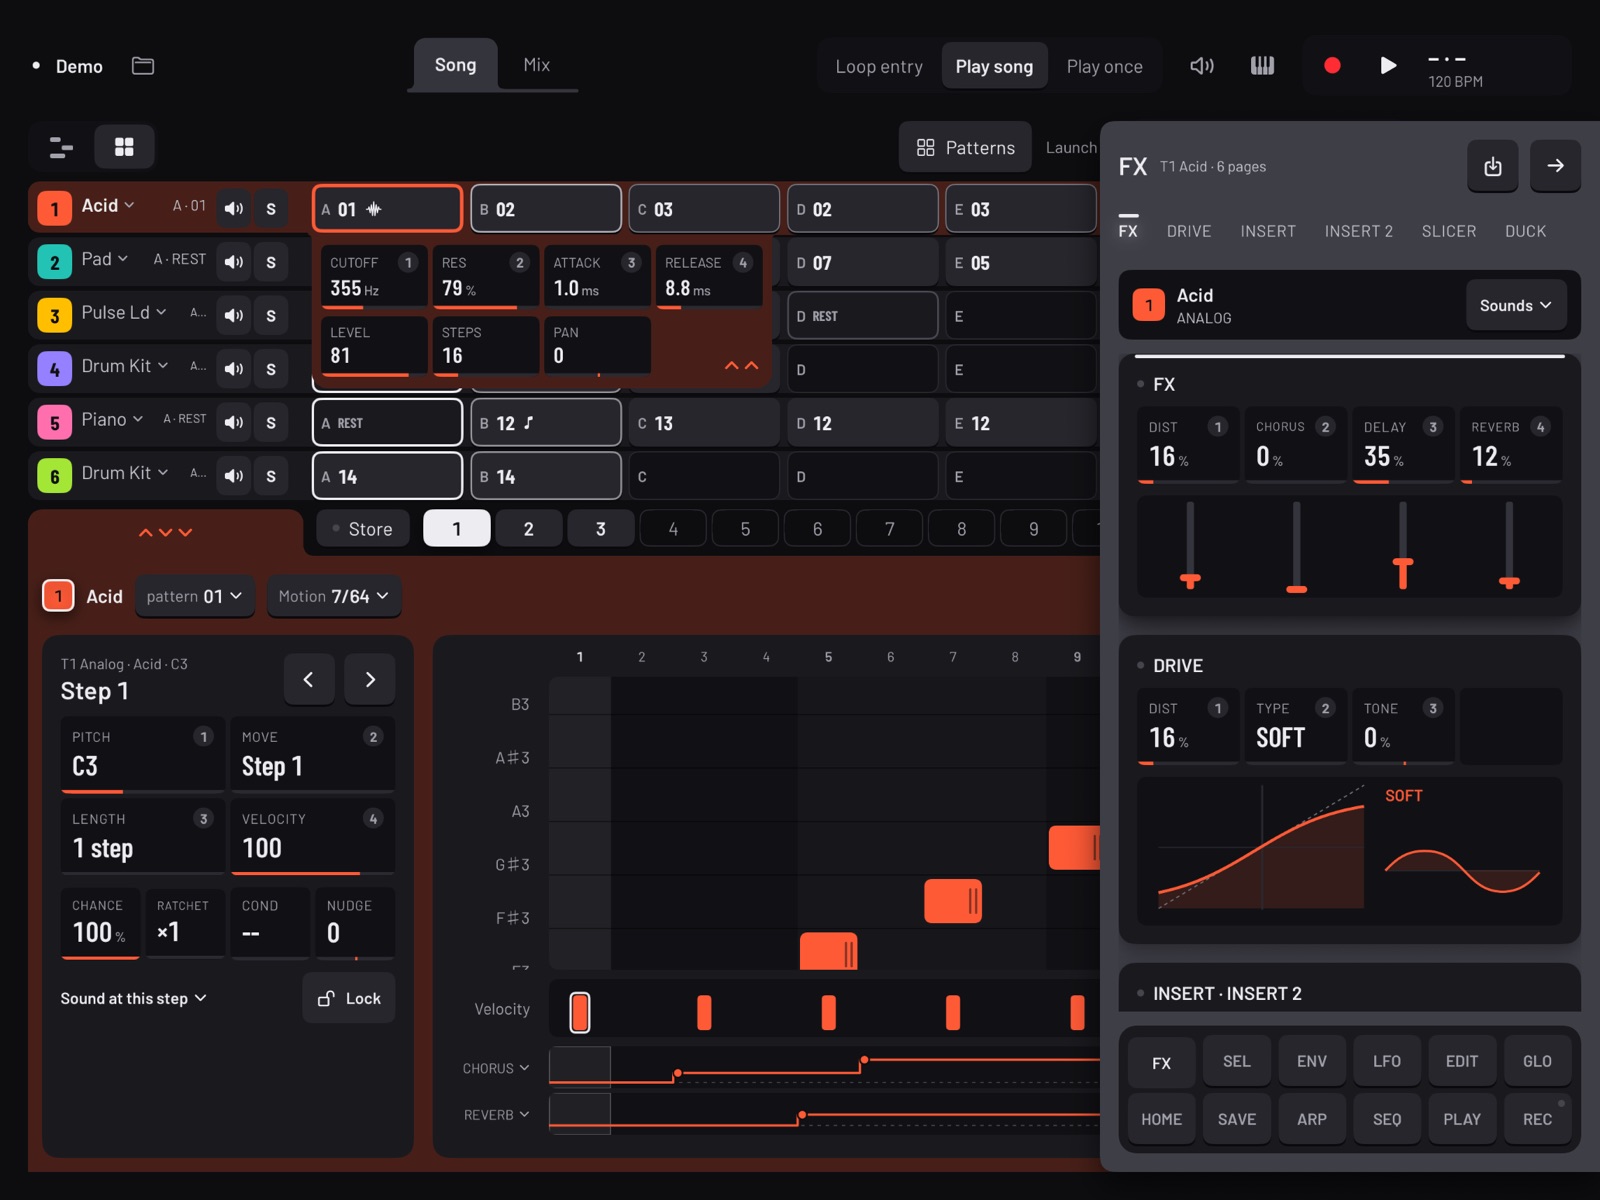 Demo
Song
Mix
Loop entry
Play song
Play once
120 BPM
Patterns
Launch
1 Acid A · 01 S
A 01
B 02
C 03
D 02
E 03
2 Pad A · REST S
D 07
E 05
3 Pulse Ld A... S
D REST
E
4 Drum Kit A... S
D
E
CUTOFF 1
355 Hz
RES 2
79 %
ATTACK 3
1.0 ms
RELEASE 4
8.8 ms
LEVEL
81
STEPS
16
PAN
0
5 Piano A · REST S
A REST
B 12
C 13
D 12
E 12
6 Drum Kit A... S
A 14
B 14
C
D
E
Store
1 2 3 4 5 6 7 8 9
1 Acid
pattern 01
Motion 7/64
T1 Analog · Acid · C3
Step 1
PITCH 1
C3
MOVE 2
Step 1
LENGTH 3
1 step
VELOCITY 4
100
CHANCE
100 %
RATCHET
×1
COND
--
NUDGE
0
Sound at this step
Lock
1 2 3 4 5 6 7 8 9
B3
A♯3
A3
G♯3
F♯3
Velocity
CHORUS
REVERB
FX T1 Acid · 6 pages
FX DRIVE INSERT INSERT 2 SLICER DUCK
1 Acid
ANALOG
Sounds
FX
DIST 1
16 %
CHORUS 2
0 %
DELAY 3
35 %
REVERB 4
12 %
DRIVE
DIST 1
16 %
TYPE 2
SOFT
TONE 3
0 %
SOFT
INSERT · INSERT 2
FX SEL ENV LFO EDIT GLO
HOME SAVE ARP SEQ PLAY REC